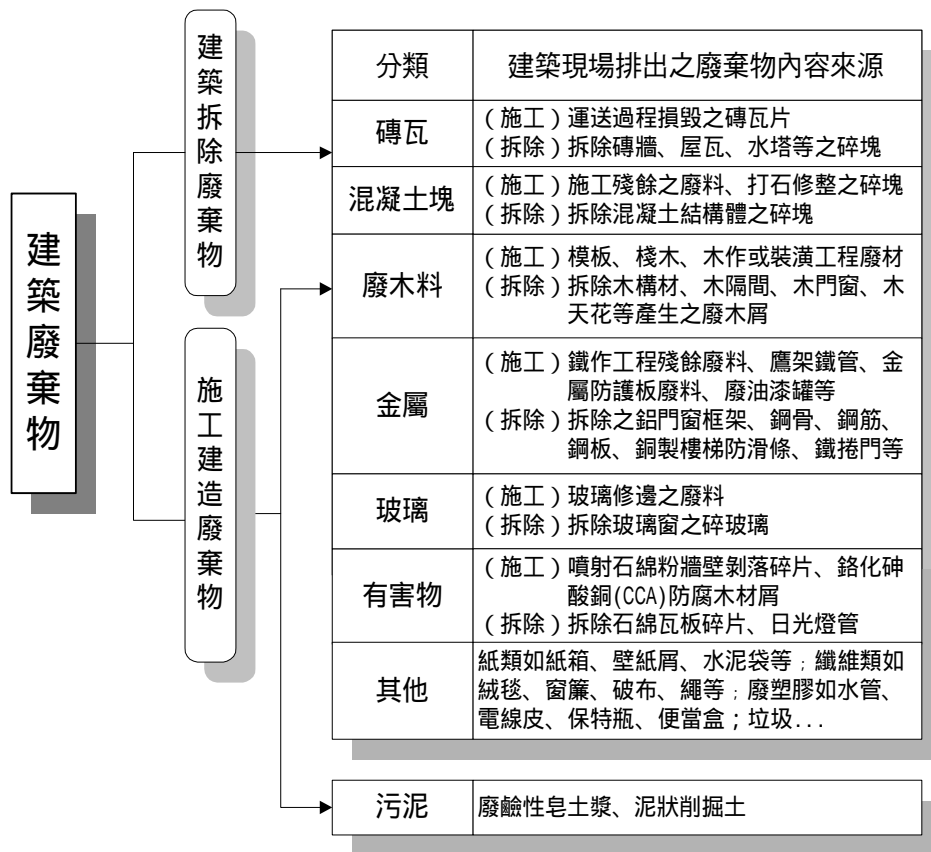 建築廢棄物
建築拆除廢棄物
施工建造廢棄物
分類
建築現場排出之廢棄物內容來源
磚瓦
（施工）運送過程損毀之磚瓦片
（拆除）拆除磚牆、屋瓦、水塔等之碎塊
混凝土塊
（施工）施工殘餘之廢料、打石修整之碎塊
（拆除）拆除混凝土結構體之碎塊
廢木料
（施工）模板、棧木、木作或裝潢工程廢材
（拆除）拆除木構材、木隔間、木門窗、木
天花等產生之廢木屑
金屬
（施工）鐵作工程殘餘廢料、鷹架鐵管、金
屬防護板廢料、廢油漆罐等
（拆除）拆除之鋁門窗框架、鋼骨、鋼筋、
鋼板、銅製樓梯防滑條、鐵捲門等
玻璃
（施工）玻璃修邊之廢料
（拆除）拆除玻璃窗之碎玻璃
有害物
（施工）噴射石綿粉牆壁剝落碎片、鉻化砷
酸銅(CCA)防腐木材屑
（拆除）拆除石綿瓦板碎片、日光燈管
其他
紙類如紙箱、壁紙屑、水泥袋等；纖維類如
絨毯、窗簾、破布、繩等；廢塑膠如水管、
電線皮、保特瓶、便當盒；垃圾...
污泥
廢鹼性皂土漿、泥狀削掘土